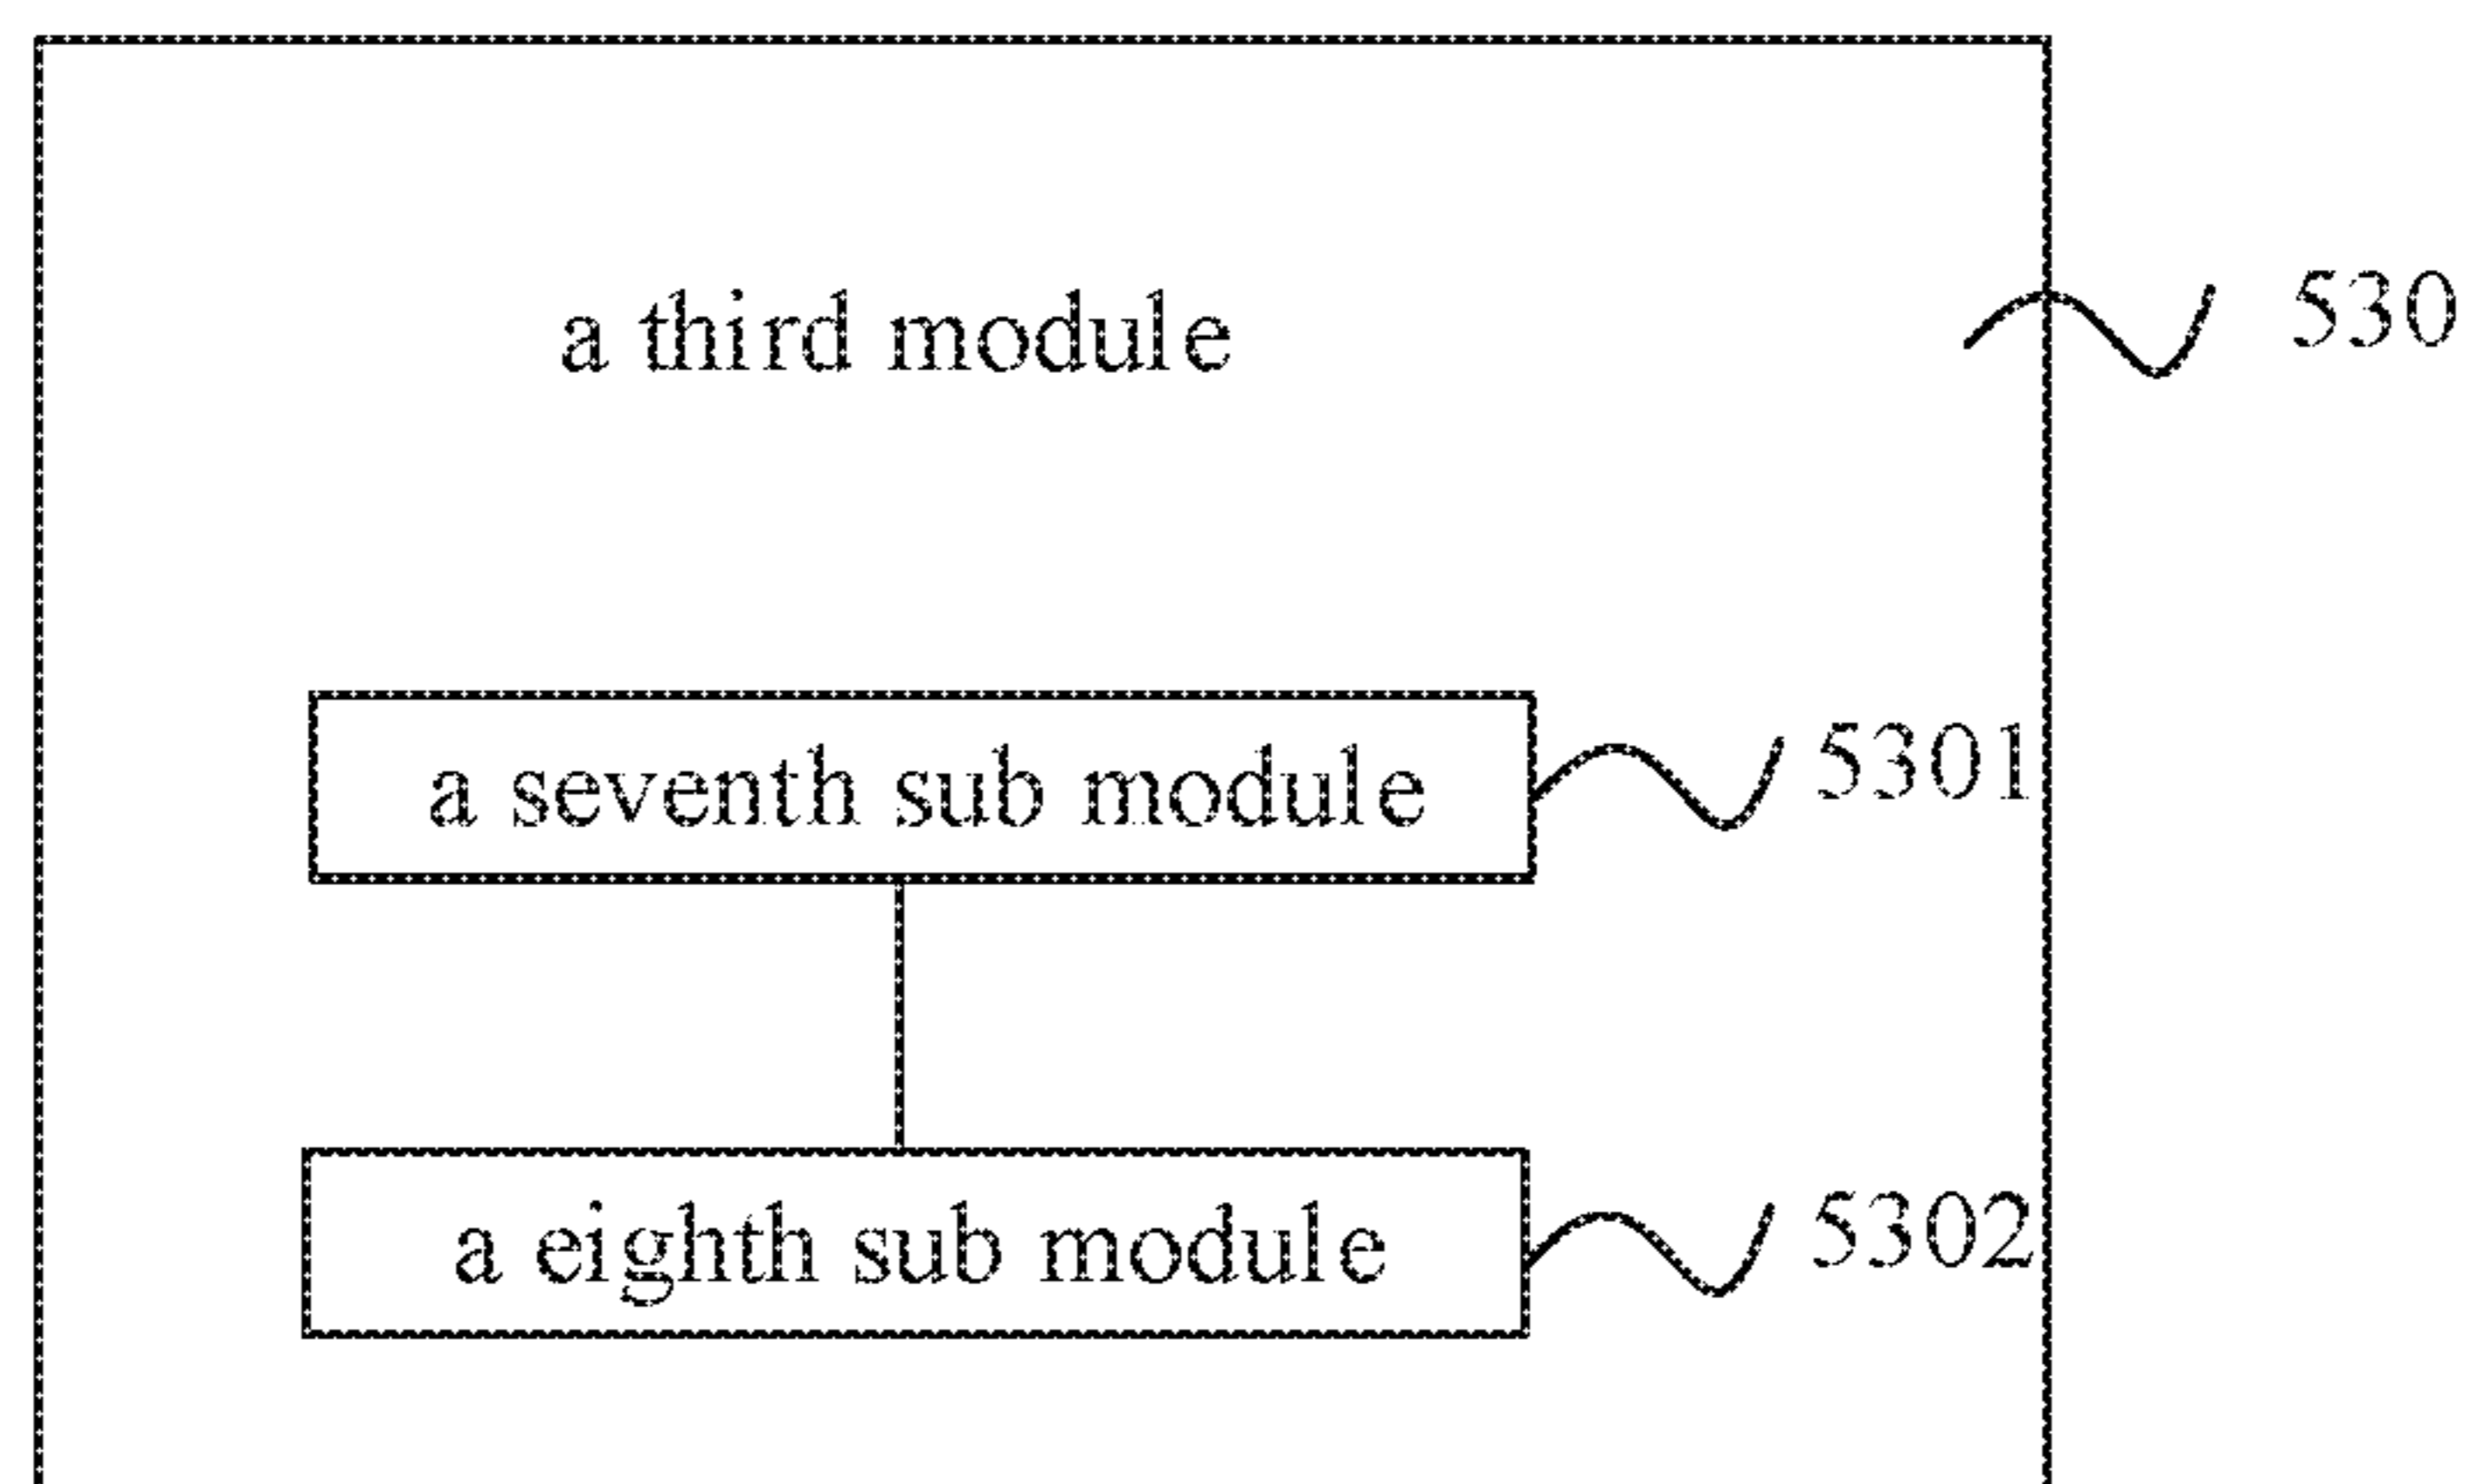 a third module
530
a seventh sub module
5301
a eighth sub module
5302